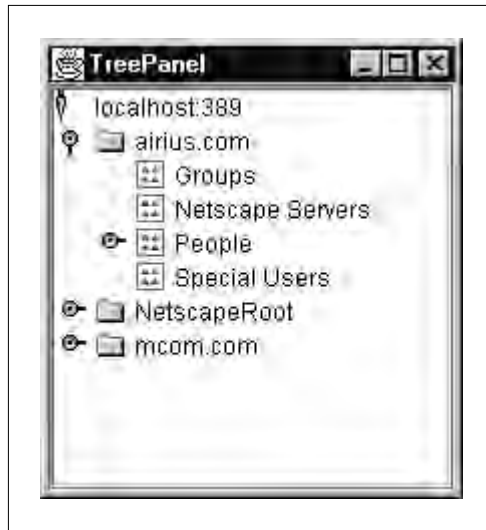 TreePanel
localhost:389
airius.com
Groups
Netscape Servers
People
Special Users
NetscapeRoot
mcom.com